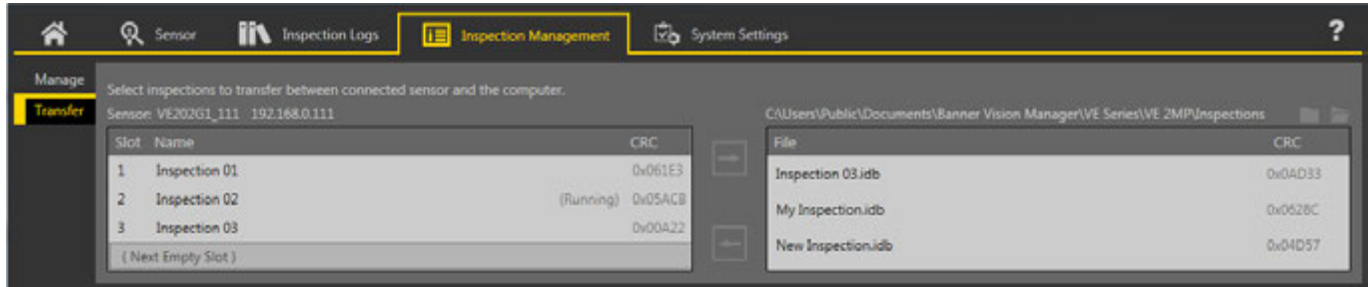 Sensor Inspection Logs Inspection Management System Settings ?
Manage
Transfer
Select inspections to transfer between connected sensor and the computer.
Sensor: VE202G1_111 192.168.0.111
Slot Name CRC
1 Inspection 01 0x061E3
2 Inspection 02 (Running) 0x05ACB
3 Inspection 03 0x00A22
( Next Empty Slot )
C:\Users\Public\Documents\Banner Vision Manager\VE Series\VE 2MP\Inspections
File CRC
Inspection 03.idb 0x0AD33
My Inspection.idb 0x0628C
New Inspection.idb 0x04D57